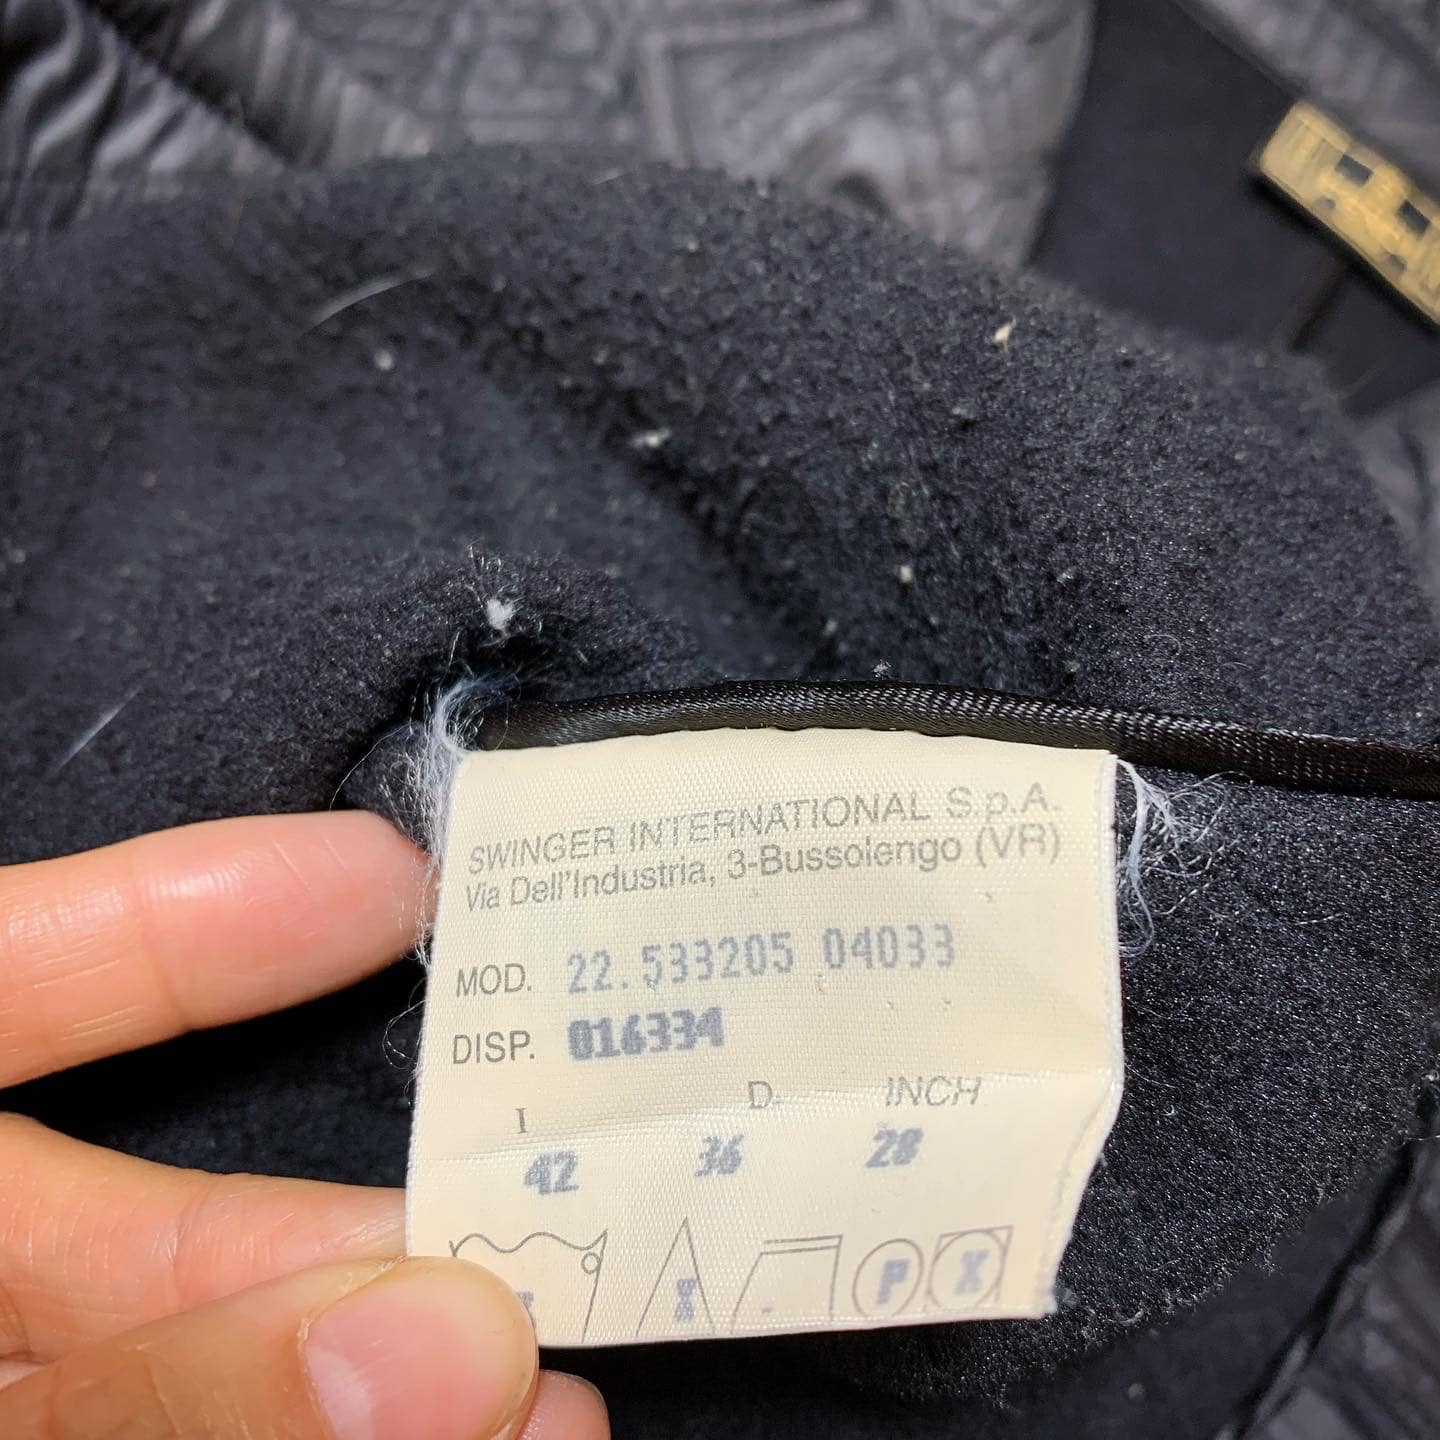 SWINGER INTERNATIONAL S.p.A.
Via Dell'Industria, 3-Bussolengo (VR)
MOD. 22.533205 04033
DISP. 016334
I D. INCH
42 36 28
X - P X